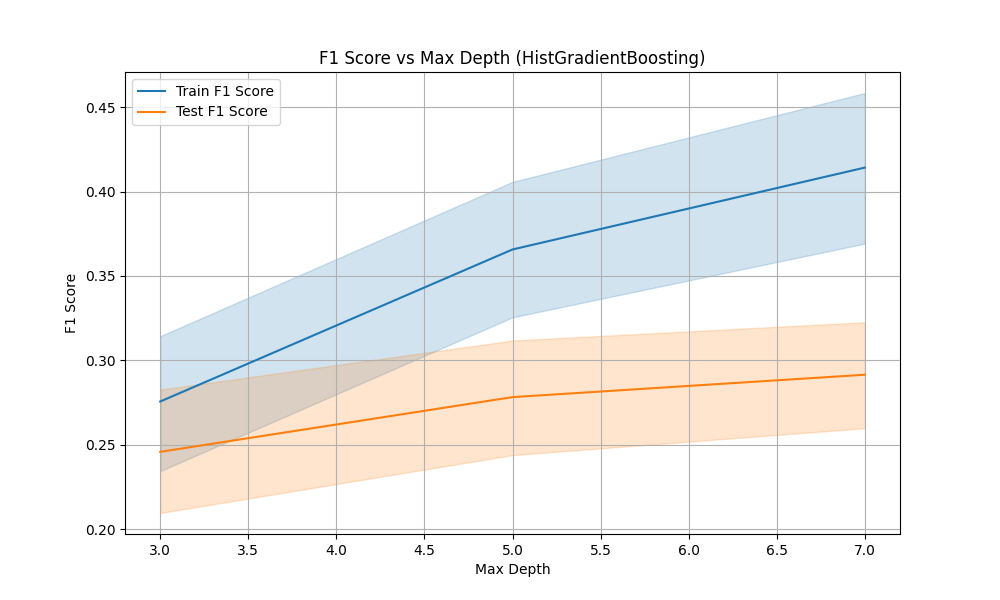 F1 Score vs Max Depth (HistGradientBoosting)
Train F1 Score
Test F1 Score
0.45
0.40
0.35
0.30
0.25
0.20
F1 Score
3.0 3.5 4.0 4.5 5.0 5.5 6.0 6.5 7.0
Max Depth